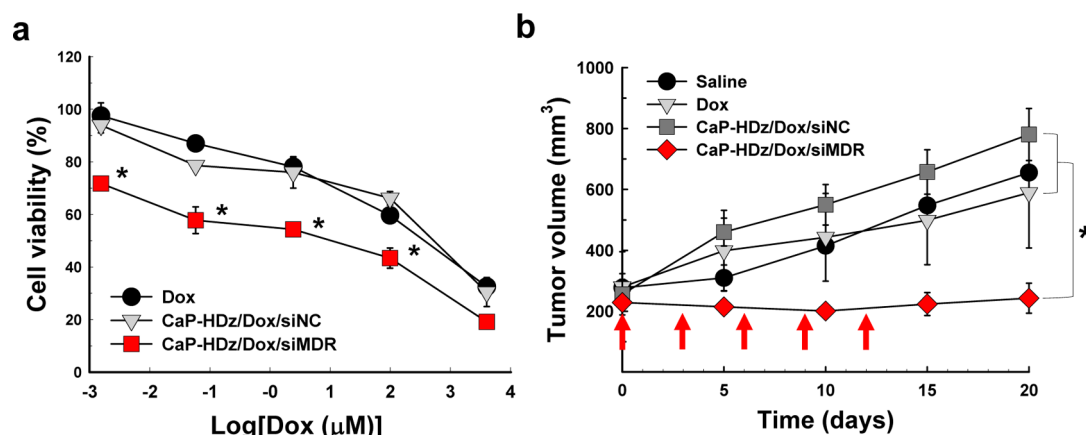 a
120
100
80
60
40
20
0
Cell viability (%)
Dox
CaP-HDz/Dox/siNC
CaP-HDz/Dox/siMDR
* * * *
-3 -2 -1 -0 1 2 3 4
Log[Dox (μM)]
b
1000
800
600
400
200
0
Tumor volume (mm³)
Saline
Dox
CaP-HDz/Dox/siNC
CaP-HDz/Dox/siMDR
*
0 5 10 15 20
Time (days)